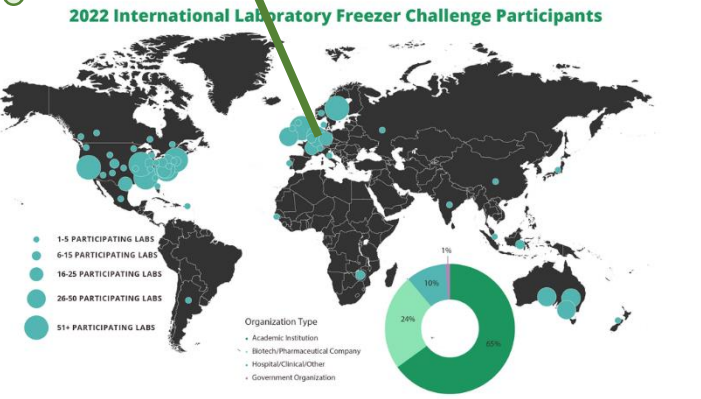 2022 International Laboratory Freezer Challenge Participants
1-5 PARTICIPATING LABS
6-15 PARTICIPATING LABS
16-25 PARTICIPATING LABS
26-50 PARTICIPATING LABS
51+ PARTICIPATING LABS
Organization Type
Academic Institution
Biotech/Pharmaceutical Company
Hospital/Clinical/Other
Government Organization
1%
10%
24%
65%